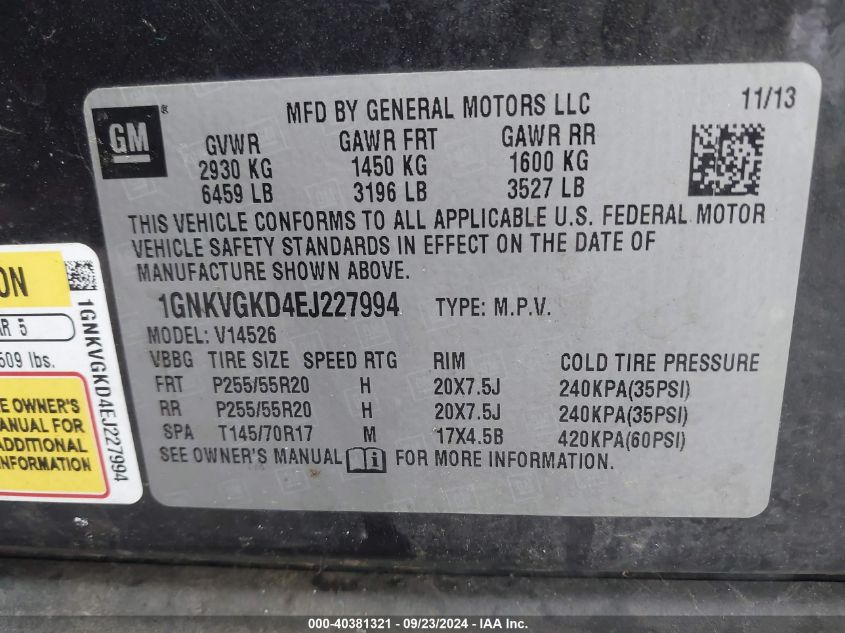 GM
®
MFD BY GENERAL MOTORS LLC
11/13
GVWR GAWR FRT GAWR RR
2930 KG 1450 KG 1600 KG
6459 LB 3196 LB 3527 LB
THIS VEHICLE CONFORMS TO ALL APPLICABLE U.S. FEDERAL MOTOR
VEHICLE SAFETY STANDARDS IN EFFECT ON THE DATE OF
MANUFACTURE SHOWN ABOVE.
1GNKVGKD4EJ227994 TYPE: M.P.V.
MODEL: V14526
VBBG TIRE SIZE SPEED RTG RIM COLD TIRE PRESSURE
FRT P255/55R20 H 20X7.5J 240KPA(35PSI)
RR P255/55R20 H 20X7.5J 240KPA(35PSI)
SPA T145/70R17 M 17X4.5B 420KPA(60PSI)
SEE OWNER'S MANUAL i FOR MORE INFORMATION.
ON
AR 5
509 lbs.
E OWNER'S
ANUAL FOR
ADDITIONAL
INFORMATION
1GNKVGKD4EJ227994
000-40381321 - 09/23/2024 - IAA Inc.